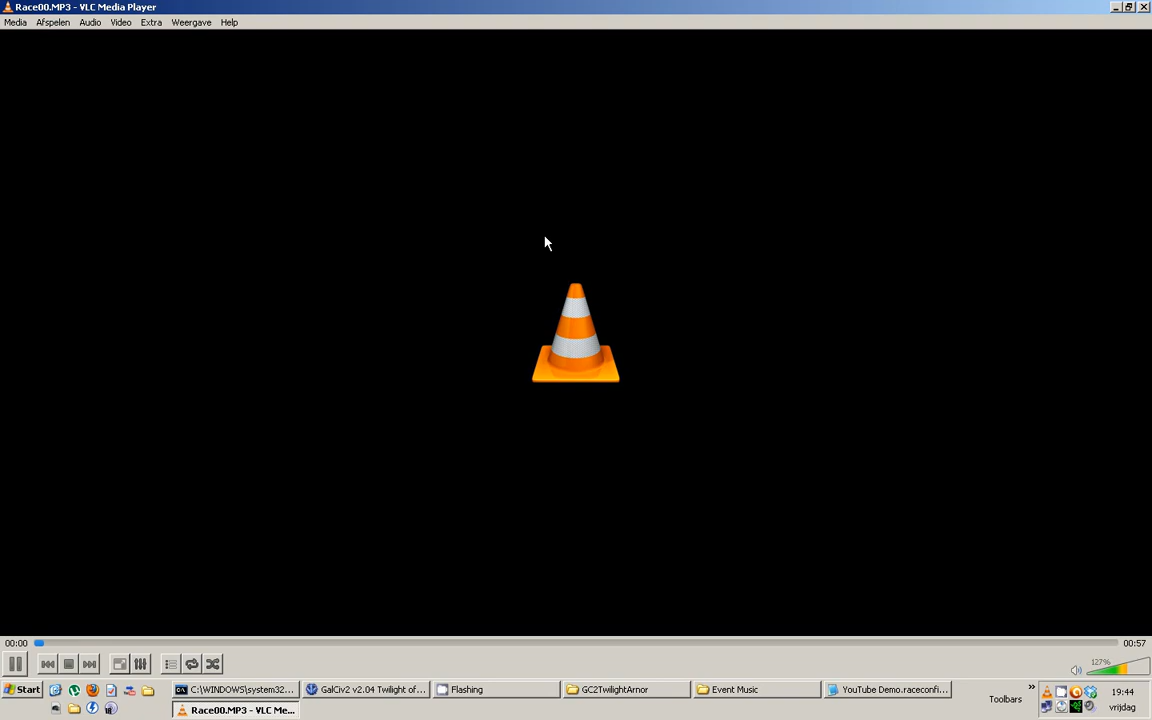 Race00.MP3 - VLC Media Player
Media Afspelen Audio Video Extra Weergave Help
00:00 00:57
127%
Start C:\WINDOWS\system32... GalCiv2 v2.04 Twilight of... Flashing GC2TwilightArnor Event Music YouTube Demo.raceconfi... Toolbars » 19:44
Race00.MP3 - VLC Me... vrijdag